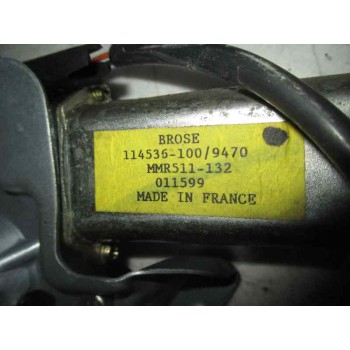 BROSE
114536-100/9470
MMR511-132
011599
MADE IN FRANCE